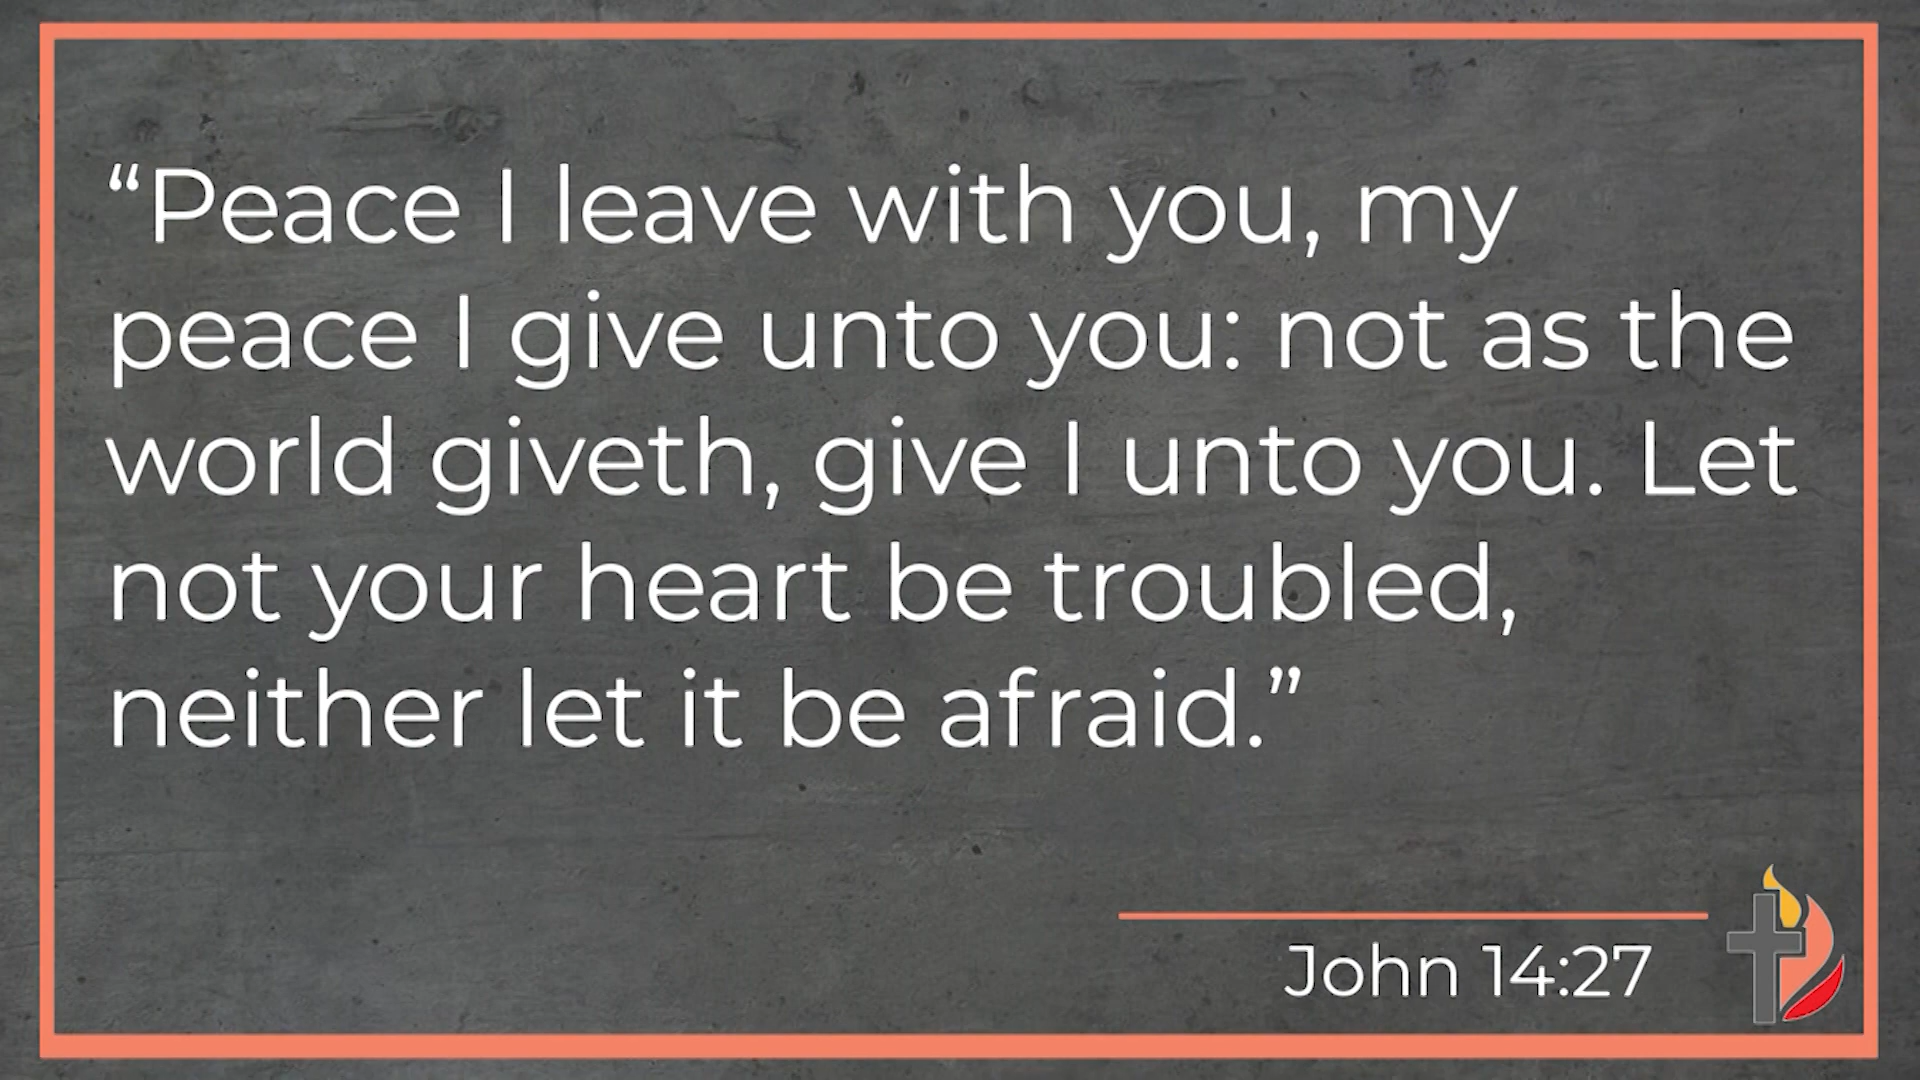 “Peace I leave with you, my
peace I give unto you: not as the
world giveth, give I unto you. Let
not your heart be troubled,
neither let it be afraid.”
John 14:27